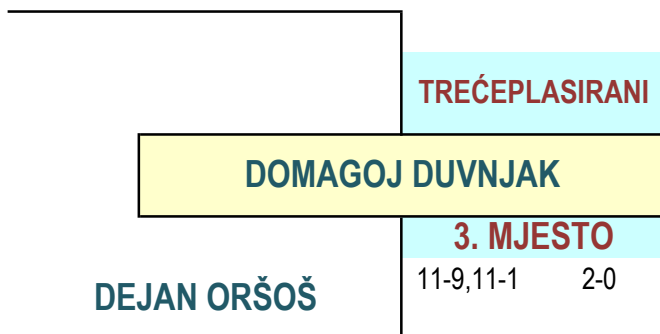 TREĆEPLASIRANI
DOMAGOJ DUVNJAK
3. MJESTO
11-9,11-1 2-0
DEJAN ORŠOŠ